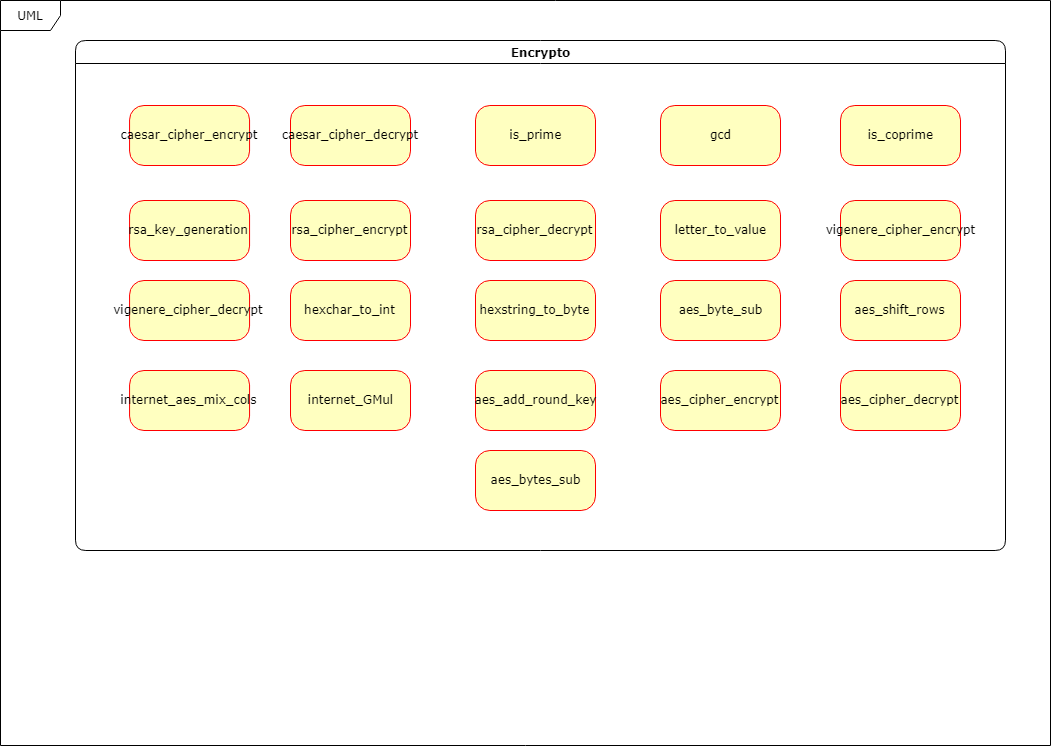 UML
Encrypto
caesar_cipher_encrypt
caesar_cipher_decrypt
is_prime
gcd
is_coprime
rsa_key_generation
rsa_cipher_encrypt
rsa_cipher_decrypt
letter_to_value
vigenere_cipher_encrypt
vigenere_cipher_decrypt
hexchar_to_int
hexstring_to_byte
aes_byte_sub
aes_shift_rows
internet_aes_mix_cols
internet_GMul
aes_add_round_key
aes_cipher_encrypt
aes_cipher_decrypt
aes_bytes_sub